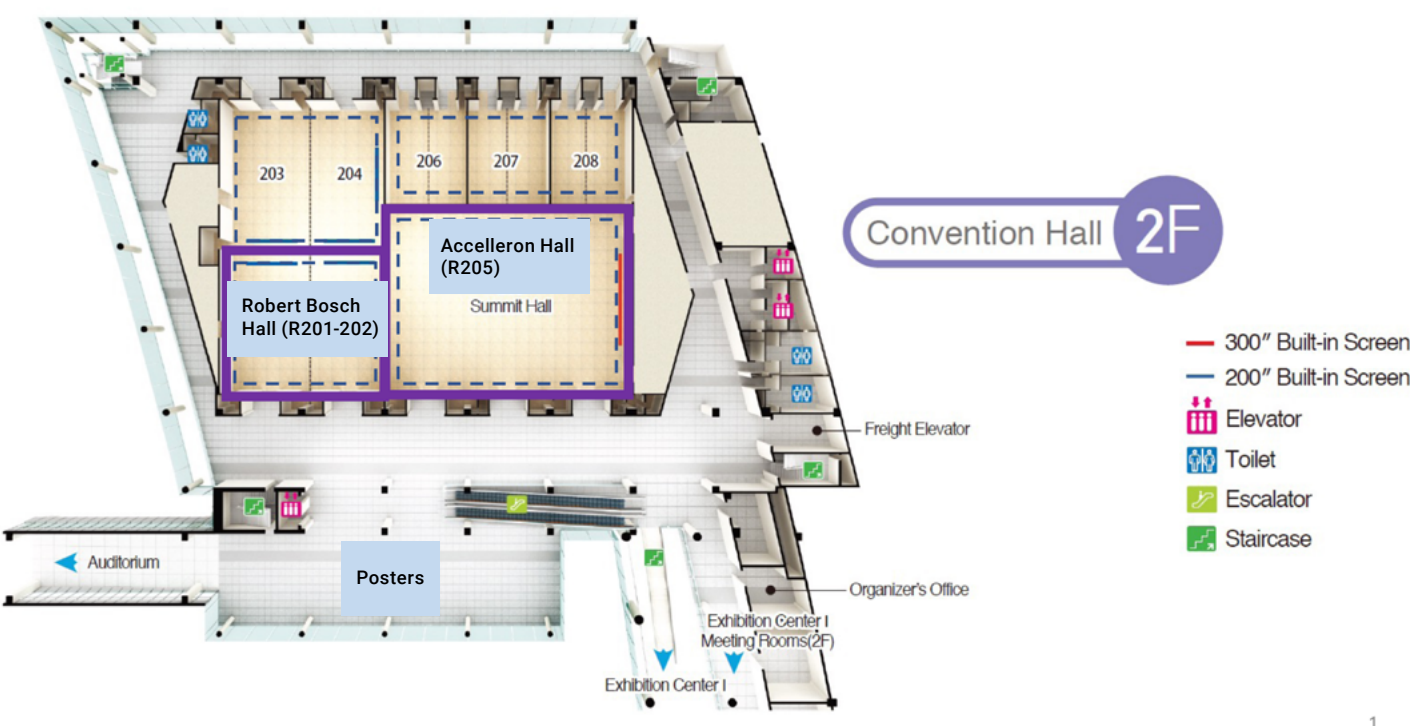 203
204
206
207
208
Accelleron Hall
(R205)
Summit Hall
Robert Bosch
Hall (R201-202)
Convention Hall 2F
300" Built-in Screen
200" Built-in Screen
Elevator
Toilet
Escalator
Staircase
Freight Elevator
Auditorium
Posters
Organizer's Office
Exhibition Center I
Meeting Rooms(2F)
Exhibition Center I
1